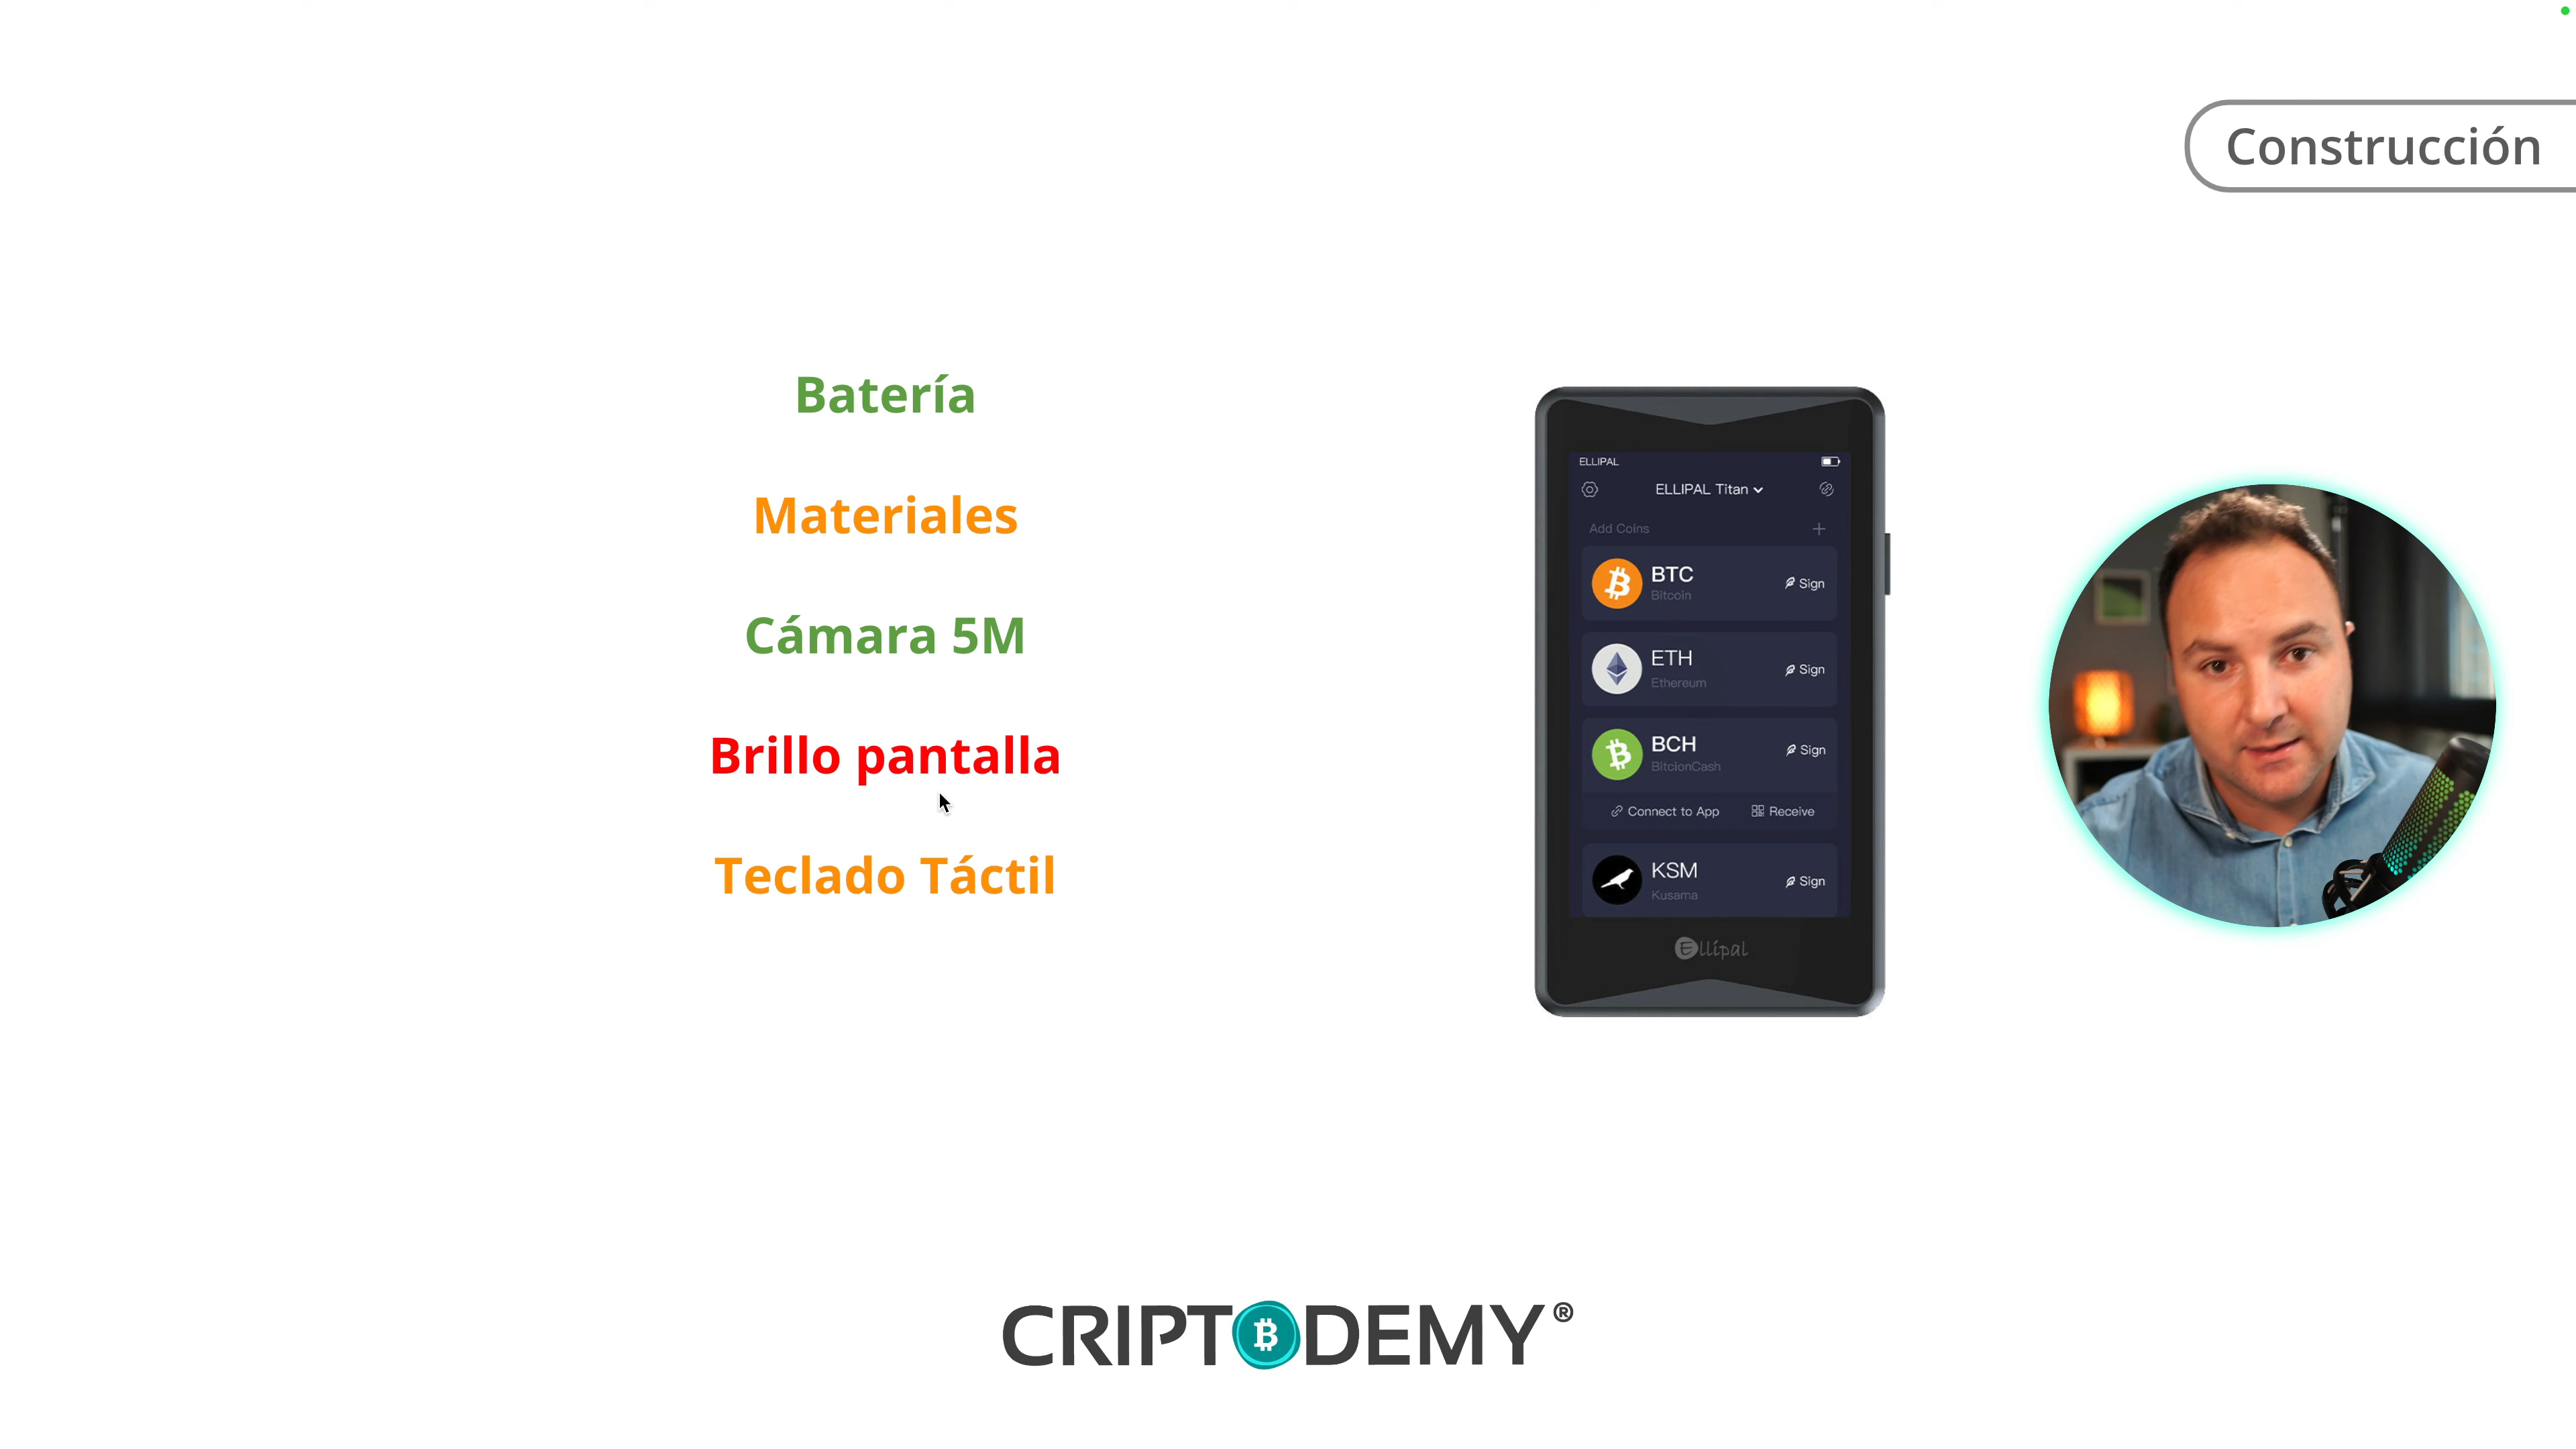 Construcción
Batería
Materiales
Cámara 5M
Brillo pantalla
Teclado Táctil
ELLIPAL
ELLIPAL Titan
Add Coins
BTC
Bitcoin
Sign
ETH
Ethereum
Sign
BCH
BitcionCash
Sign
Connect to App Receive
KSM
Kusama
Sign
Ellipal
CRIPTODEMY®